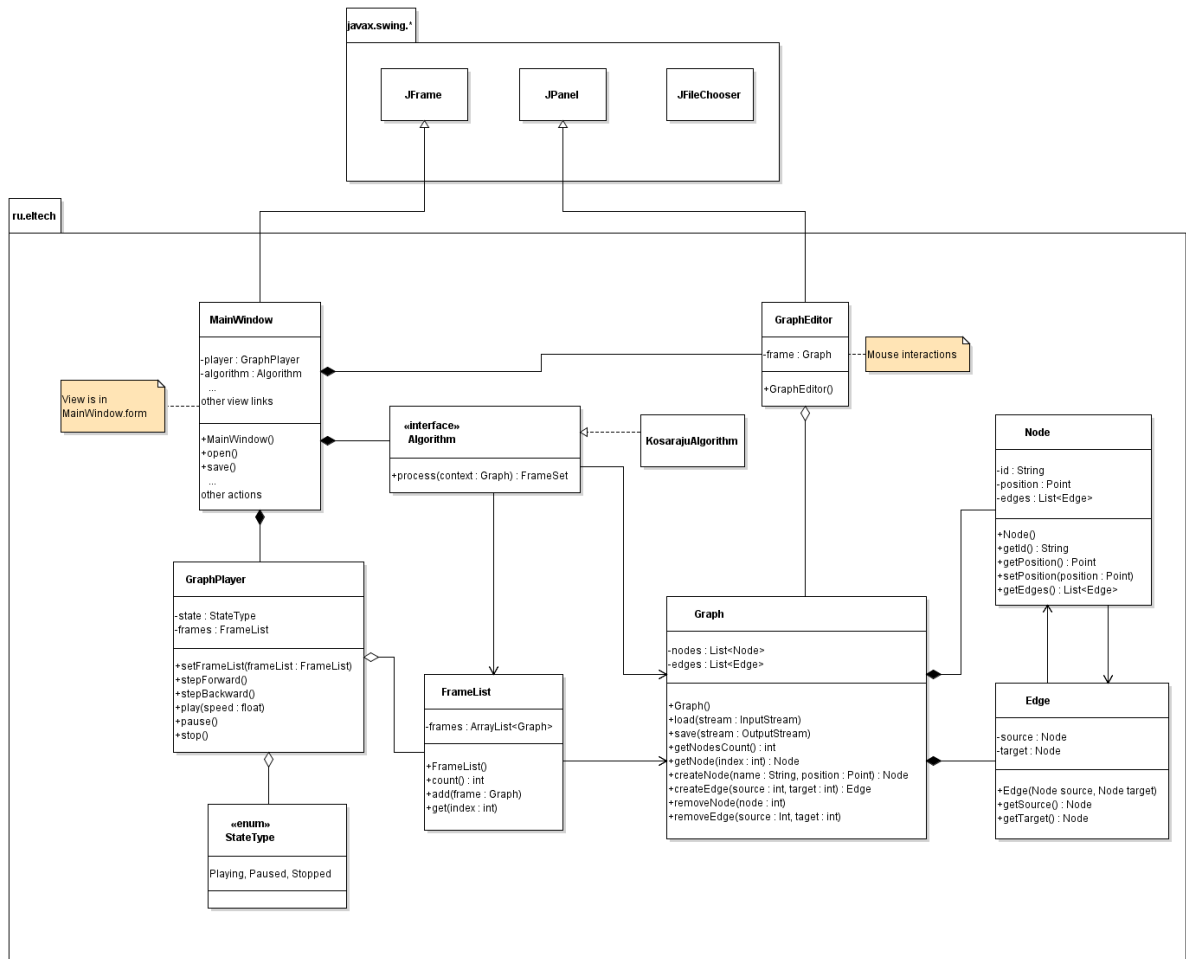 javax.swing.*
JFrame
JPanel
JFileChooser
ru.eltech
MainWindow
-player : GraphPlayer
-algorithm : Algorithm
...
other view links
+MainWindow()
+open()
+save()
...
other actions
View is in
MainWindow.form
GraphEditor
-frame : Graph
+GraphEditor()
Mouse interactions
«interface»
Algorithm
+process(context : Graph) : FrameSet
KosarajuAlgorithm
Node
-id : String
-position : Point
-edges : List<Edge>
+Node()
+getId() : String
+getPosition() : Point
+setPosition(position : Point)
+getEdges() : List<Edge>
GraphPlayer
-state : StateType
-frames : FrameList
+setFrameList(frameList : FrameList)
+stepForward()
+stepBackward()
+play(speed : float)
+pause()
+stop()
FrameList
-frames : ArrayList<Graph>
+FrameList()
+count() : int
+add(frame : Graph)
+get(index : int)
Graph
-nodes : List<Node>
-edges : List<Edge>
+Graph()
+load(stream : InputStream)
+save(stream : OutputStream)
+getNodesCount() : int
+getNode(index : int) : Node
+createNode(name : String, position : Point) : Node
+createEdge(source : int, target : int) : Edge
+removeNode(node : int)
+removeEdge(source : Int, taget : int)
Edge
-source : Node
-target : Node
+Edge(Node source, Node target)
+getSource() : Node
+getTarget() : Node
«enum»
StateType
Playing, Paused, Stopped